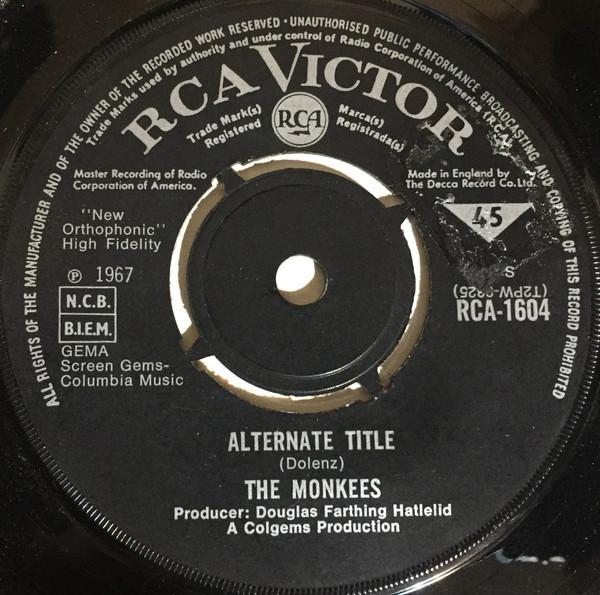 ALL RIGHTS OF THE MANUFACTURER AND OF THE OWNER OF THE RECORDED WORK RESERVED · UNAUTHORISED PUBLIC PERFORMANCE BROADCASTING AND COPYING OF THIS RECORD PROHIBITED
Trade Marks used by authority and under control of Radio Corporation of America
RCA VICTOR
Trade Mark(s)
Registered
RCA
Marca(s)
Registrada(s)
Master Recording of Radio
Corporation of America.
Made in England by
The Decca Record Co. Ltd.
"New
Orthophonic"
High Fidelity
45
S
℗ 1967
RCA-1604
N.C.B.
B.I.E.M.
GEMA
Screen Gems-
Columbia Music
ALTERNATE TITLE
(Dolenz)
THE MONKEES
Producer: Douglas Farthing Hatlelid
A Colgems Production